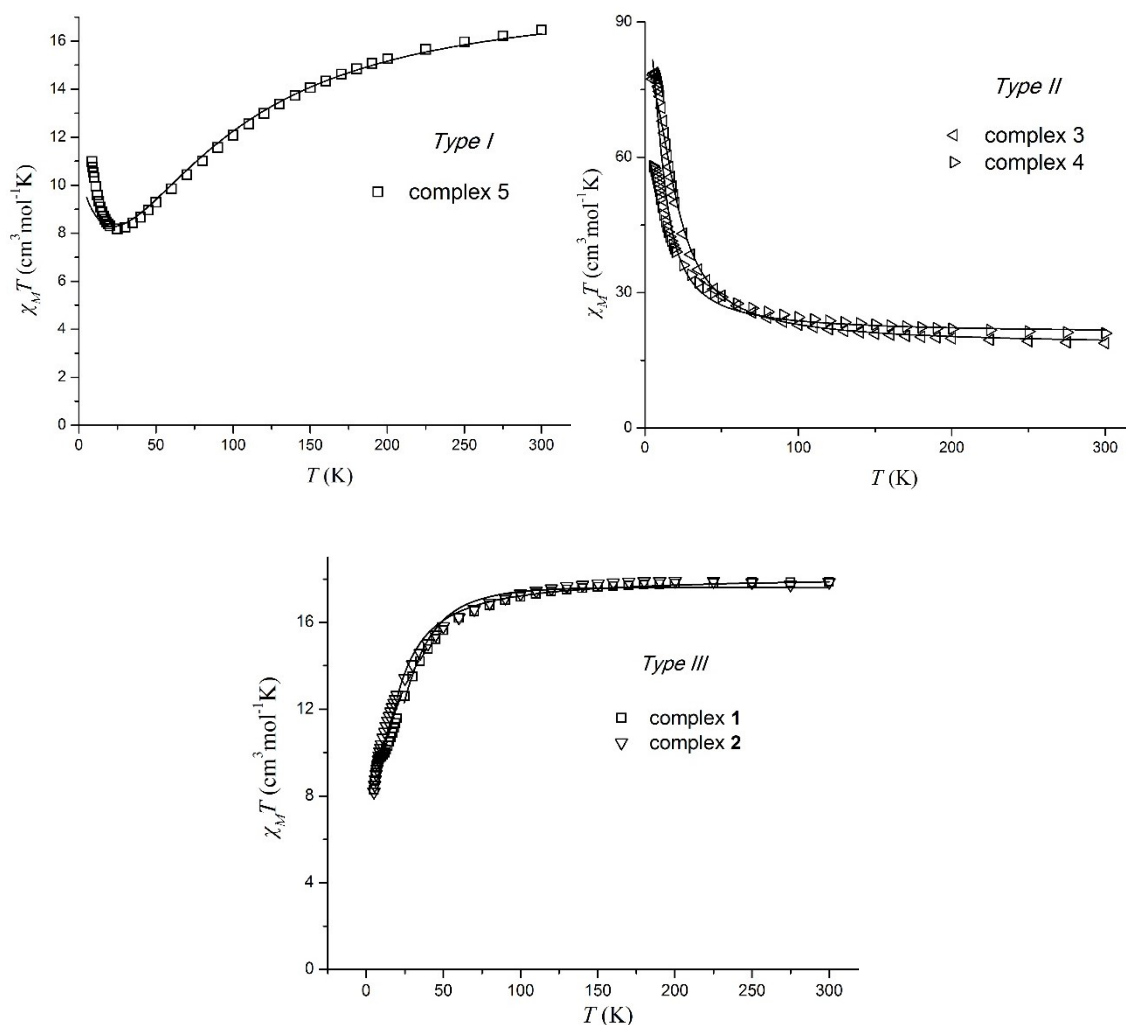 16
14
12
10
8
6
4
2
0
χ_M T (cm³mol⁻¹K)
0 50 100 150 200 250 300
T (K)
Type I
complex 5
90
60
30
0
χ_M T (cm³mol⁻¹K)
0 100 200 300
T (K)
Type II
complex 3
complex 4
16
12
8
4
0
χ_M T (cm³mol⁻¹K)
0 50 100 150 200 250 300
T (K)
Type III
complex 1
complex 2